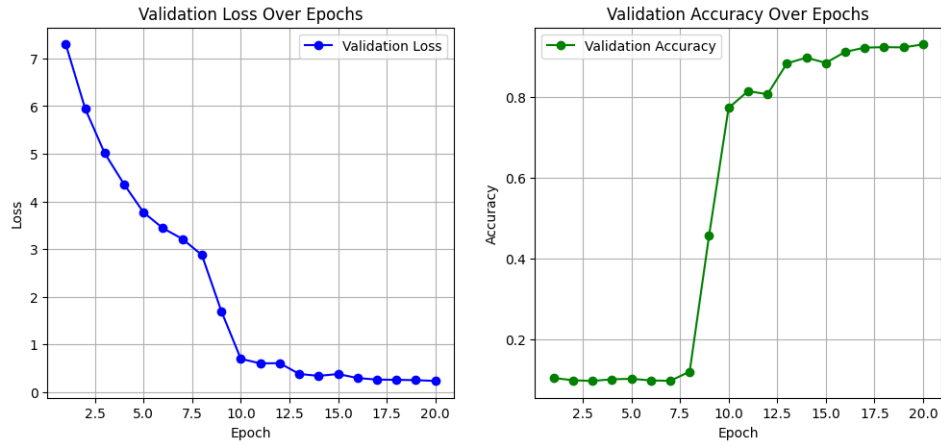 Validation Loss Over Epochs
Validation Loss
7
6
5
4
3
2
1
0
Loss
2.5 5.0 7.5 10.0 12.5 15.0 17.5 20.0
Epoch
Validation Accuracy Over Epochs
Validation Accuracy
0.8
0.6
0.4
0.2
Accuracy
2.5 5.0 7.5 10.0 12.5 15.0 17.5 20.0
Epoch